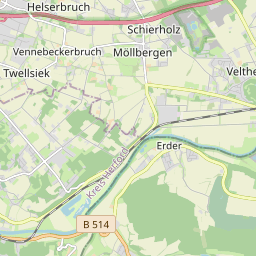 Helserbruch
Schierholz
Vennebeckerbruch
Möllbergen
Twellsiek
Velthe
Erder
Kreis Herford
B 514